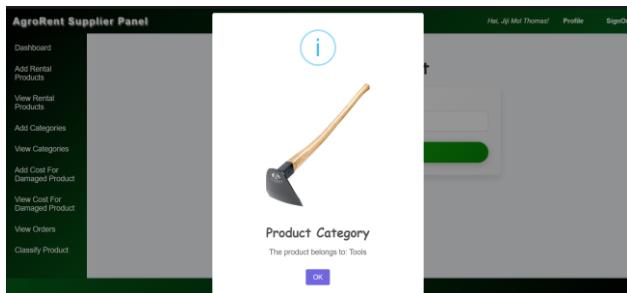 AgroRent Supplier Panel
Hai, Jiji Mol Thomas!
Profile
Dashboard
Add Rental
Products
View Rental
Products
Add Categories
View Categories
Add Cost For
Damaged Product
View Cost For
Damaged Product
View Orders
Classify Product
Product Category
The product belongs to: Tools
OK